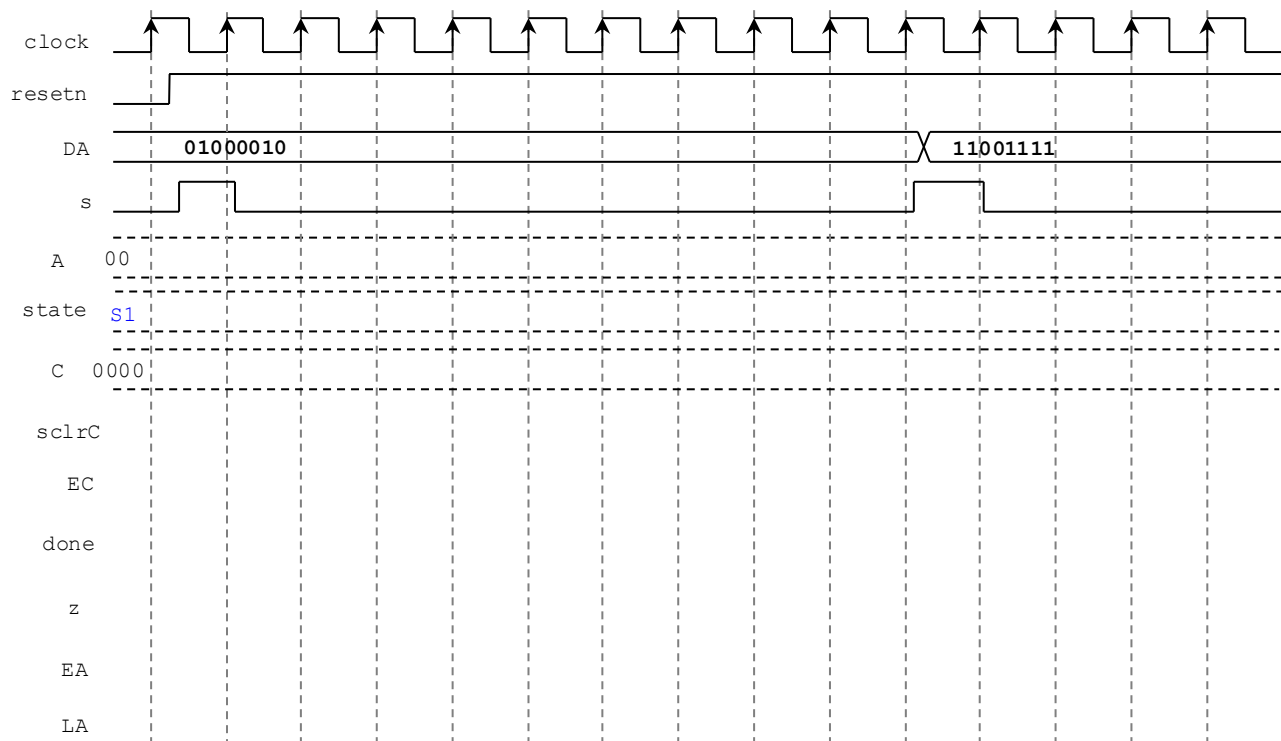 clock
resetn
DA 01000010 11001111
s
A 00
state S1
C 0000
sclrC
EC
done
z
EA
LA